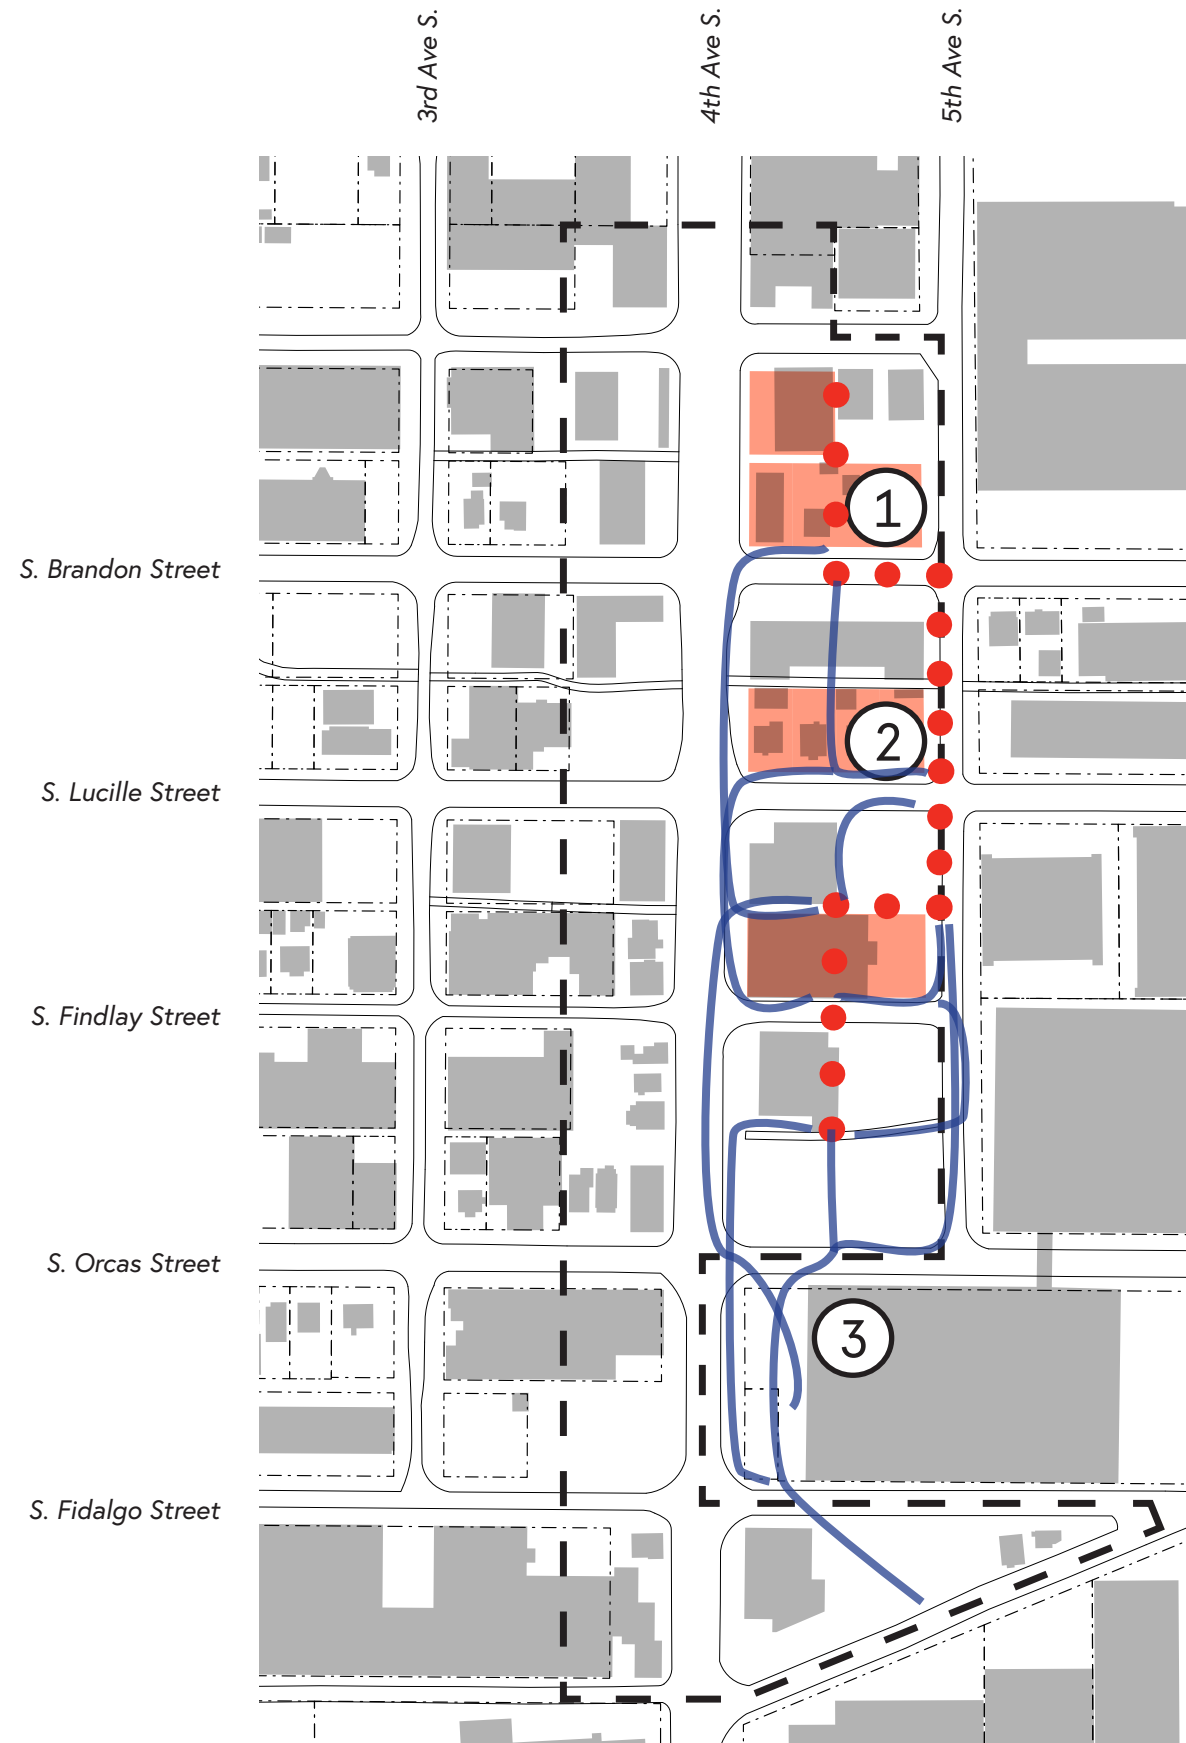 3rd Ave S.
4th Ave S.
5th Ave S.
1
S. Brandon Street
2
S. Lucille Street
S. Findlay Street
S. Orcas Street
3
S. Fidalgo Street